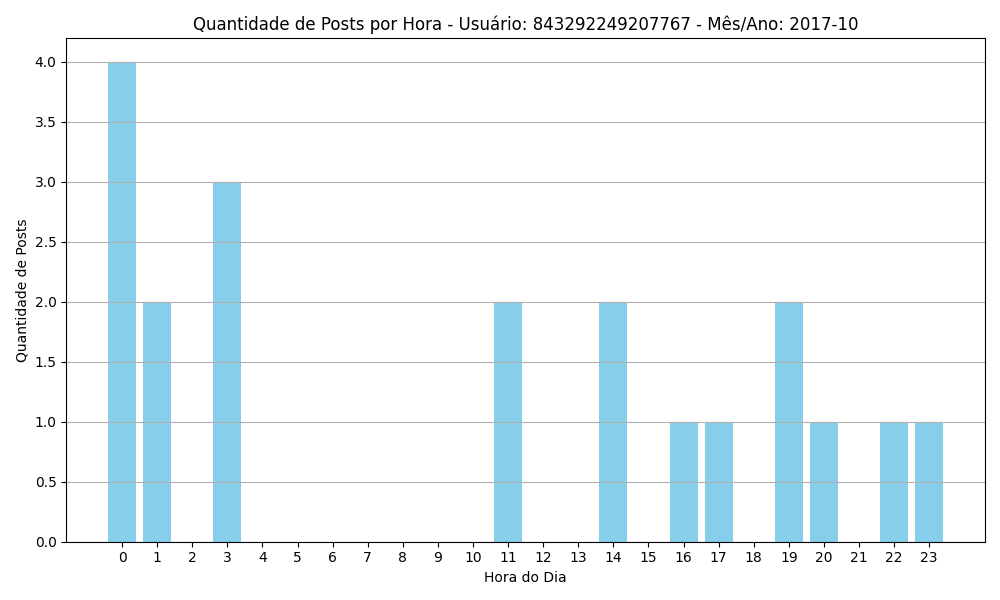 Quantidade de Posts por Hora - Usuário: 843292249207767 - Mês/Ano: 2017-10
Quantidade de Posts
4.0
3.5
3.0
2.5
2.0
1.5
1.0
0.5
0.0
0 1 2 3 4 5 6 7 8 9 10 11 12 13 14 15 16 17 18 19 20 21 22 23
Hora do Dia